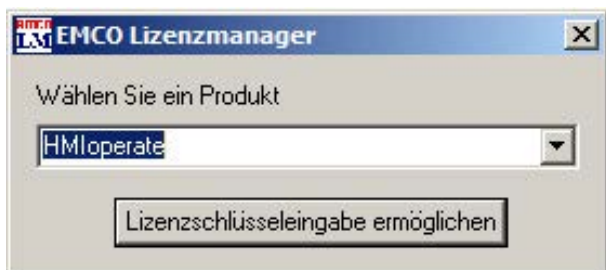 EMCO Lizenzmanager
Wählen Sie ein Produkt
HMIoperate
Lizenzschlüsseleingabe ermöglichen